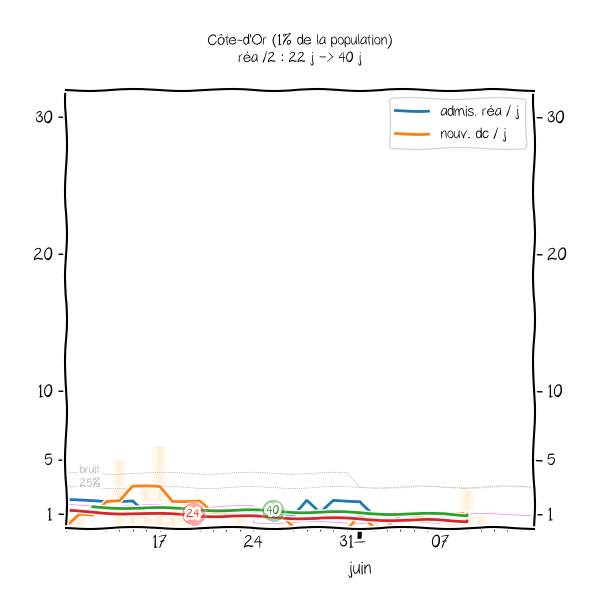 Côte-d'Or (1% de la population)
réa /2 : 22 j -> 40 j
admis. réa / j
nouv. dc / j
30
30
20
20
10
10
5
5
bruit
25%
24
40
1
1
17
24
31
07
juin